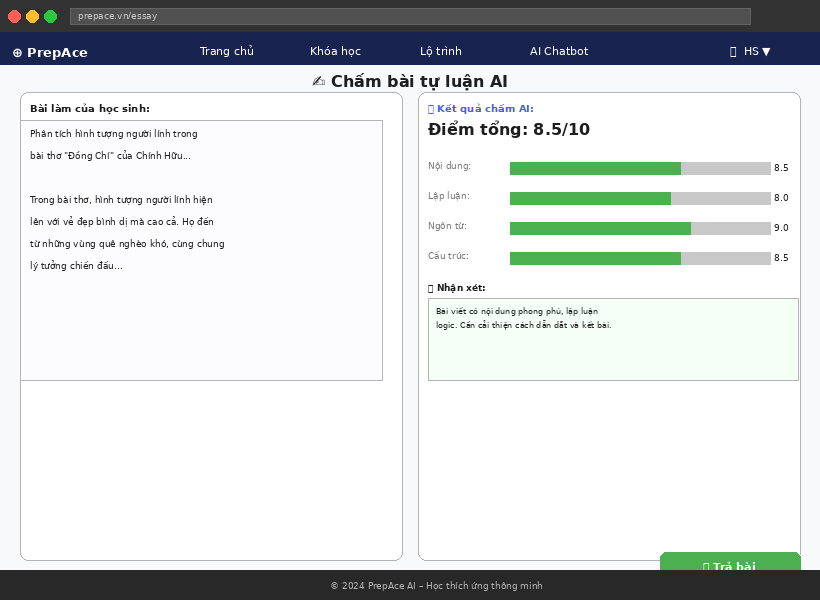 prepace.vn/essay
⊕ PrepAce
Trang chủ
Khóa học
Lộ trình
AI Chatbot
HS ▼
✍ Chấm bài tự luận AI
Bài làm của học sinh:
Phân tích hình tượng người lính trong
bài thơ "Đồng Chí" của Chính Hữu...
Trong bài thơ, hình tượng người lính hiện
lên với vẻ đẹp bình dị mà cao cả. Họ đến
từ những vùng quê nghèo khó, cùng chung
lý tưởng chiến đấu...
Kết quả chấm AI:
Điểm tổng: 8.5/10
Nội dung: 8.5
Lập luận: 8.0
Ngôn từ: 9.0
Cấu trúc: 8.5
Nhận xét:
Bài viết có nội dung phong phú, lập luận
logic. Cần cải thiện cách dẫn dắt và kết bài.
Trả bài
© 2024 PrepAce AI – Học thích ứng thông minh